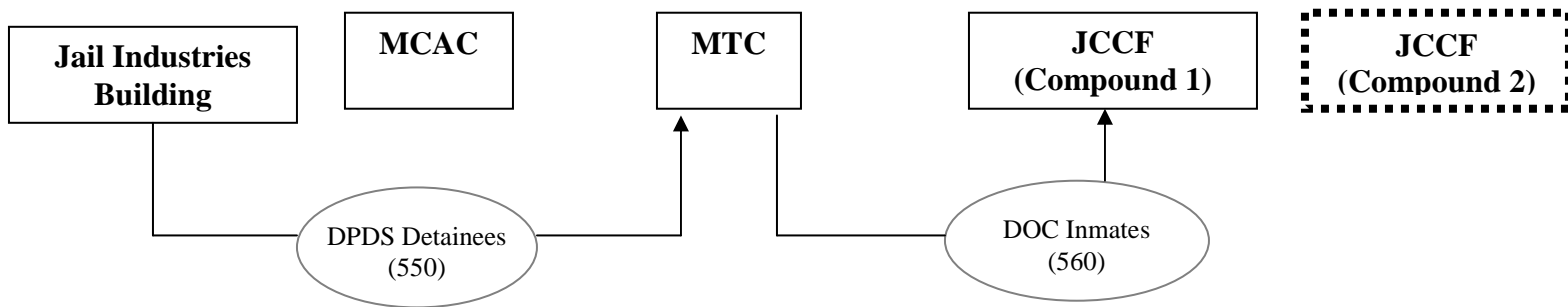 Jail Industries
Building
MCAC
MTC
JCCF
(Compound 1)
JCCF
(Compound 2)
DPDS Detainees
(550)
DOC Inmates
(560)